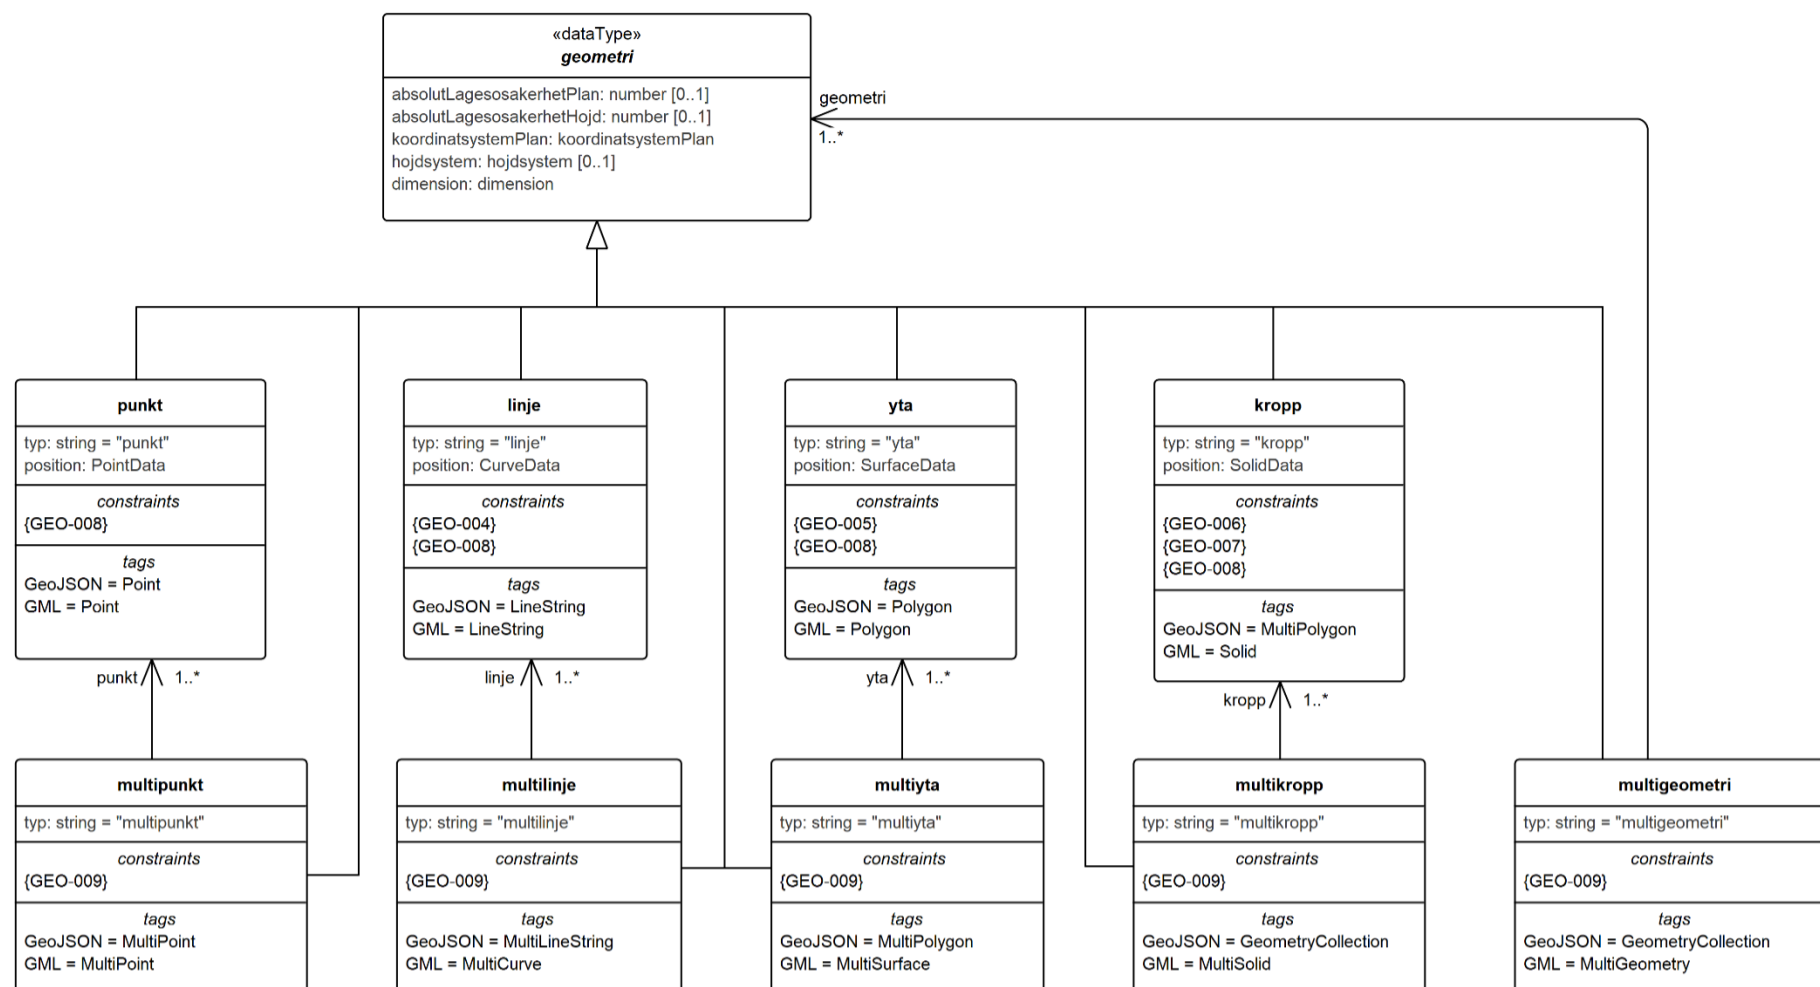 «dataType»
geometri
absolutLagesosakerhetPlan: number [0..1]
absolutLagesosakerhetHojd: number [0..1]
koordinatsystemPlan: koordinatsystemPlan
hojdsystem: hojdsystem [0..1]
dimension: dimension
geometri
1..*
punkt
typ: string = "punkt"
position: PointData
constraints
{GEO-008}
tags
GeoJSON = Point
GML = Point
linje
typ: string = "linje"
position: CurveData
constraints
{GEO-004}
{GEO-008}
tags
GeoJSON = LineString
GML = LineString
yta
typ: string = "yta"
position: SurfaceData
constraints
{GEO-005}
{GEO-008}
tags
GeoJSON = Polygon
GML = Polygon
kropp
typ: string = "kropp"
position: SolidData
constraints
{GEO-006}
{GEO-007}
{GEO-008}
tags
GeoJSON = MultiPolygon
GML = Solid
punkt 1..*
linje 1..*
yta 1..*
kropp 1..*
multipunkt
typ: string = "multipunkt"
constraints
{GEO-009}
tags
GeoJSON = MultiPoint
GML = MultiPoint
multilinje
typ: string = "multilinje"
constraints
{GEO-009}
tags
GeoJSON = MultiLineString
GML = MultiCurve
multiyta
typ: string = "multiyta"
constraints
{GEO-009}
tags
GeoJSON = MultiPolygon
GML = MultiSurface
multikropp
typ: string = "multikropp"
constraints
{GEO-009}
tags
GeoJSON = GeometryCollection
GML = MultiSolid
multigeometri
typ: string = "multigeometri"
constraints
{GEO-009}
tags
GeoJSON = GeometryCollection
GML = MultiGeometry